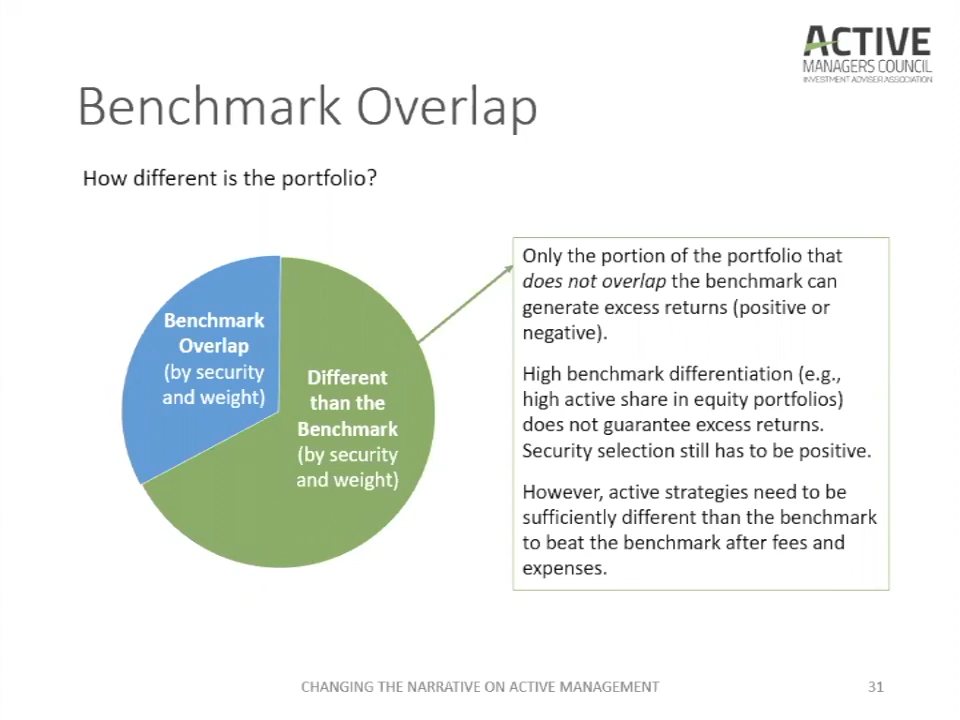 ACTIVE
MANAGERS COUNCIL
INVESTMENT ADVISER ASSOCIATION
Benchmark Overlap
How different is the portfolio?
Benchmark
Overlap
(by security
and weight)
Different
than the
Benchmark
(by security
and weight)
Only the portion of the portfolio that
does not overlap the benchmark can
generate excess returns (positive or
negative).
High benchmark differentiation (e.g.,
high active share in equity portfolios)
does not guarantee excess returns.
Security selection still has to be positive.
However, active strategies need to be
sufficiently different than the benchmark
to beat the benchmark after fees and
expenses.
CHANGING THE NARRATIVE ON ACTIVE MANAGEMENT
31